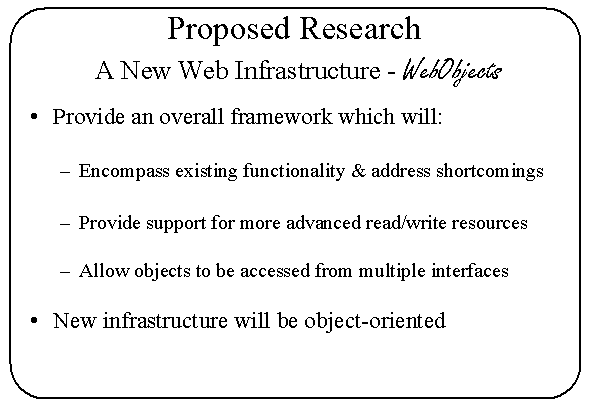 Proposed Research
A New Web Infrastructure - WebObjects
• Provide an overall framework which will:
– Encompass existing functionality & address shortcomings
– Provide support for more advanced read/write resources
– Allow objects to be accessed from multiple interfaces
• New infrastructure will be object-oriented